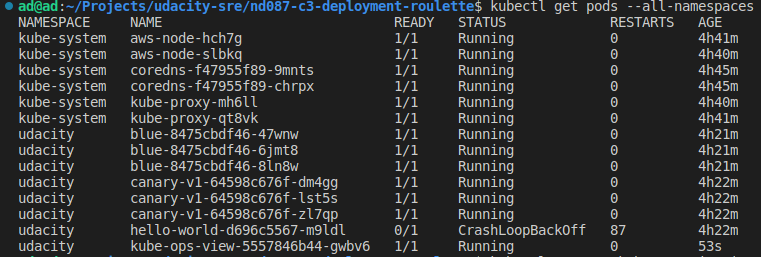 ad@ad:~/Projects/udacity-sre/nd087-c3-deployment-roulette$ kubectl get pods --all-namespaces
NAMESPACE NAME READY STATUS RESTARTS AGE
kube-system aws-node-hch7g 1/1 Running 0 4h41m
kube-system aws-node-slbkq 1/1 Running 0 4h40m
kube-system coredns-f47955f89-9mnts 1/1 Running 0 4h45m
kube-system coredns-f47955f89-chrpx 1/1 Running 0 4h45m
kube-system kube-proxy-mh6ll 1/1 Running 0 4h40m
kube-system kube-proxy-qt8vk 1/1 Running 0 4h41m
udacity blue-8475cbdf46-47wnw 1/1 Running 0 4h21m
udacity blue-8475cbdf46-6jmt8 1/1 Running 0 4h21m
udacity blue-8475cbdf46-8ln8w 1/1 Running 0 4h21m
udacity canary-v1-64598c676f-dm4gg 1/1 Running 0 4h22m
udacity canary-v1-64598c676f-lst5s 1/1 Running 0 4h22m
udacity canary-v1-64598c676f-zl7qp 1/1 Running 0 4h22m
udacity hello-world-d696c5567-m9ldl 0/1 CrashLoopBackOff 87 4h22m
udacity kube-ops-view-5557846b44-gwbv6 1/1 Running 0 53s